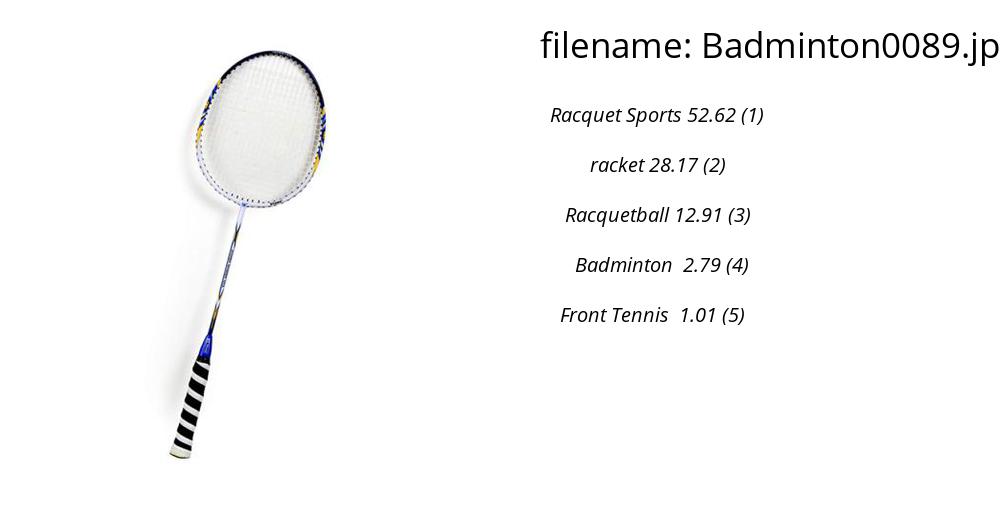 filename: Badminton0089.jp
Racquet Sports 52.62 (1)
racket 28.17 (2)
Racquetball 12.91 (3)
Badminton 2.79 (4)
Front Tennis 1.01 (5)